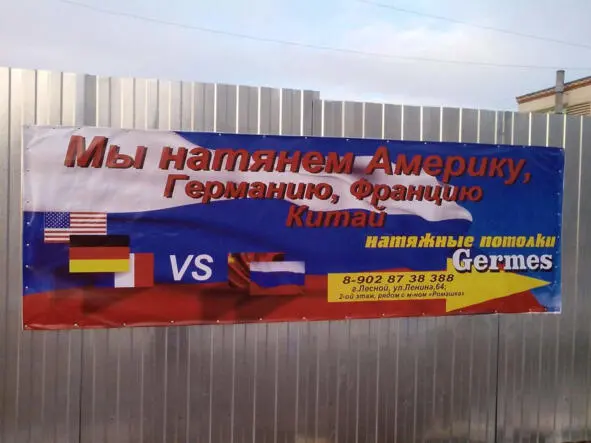 Мы натянем Америку,
Германию, Францию
Китай
натяжные потолки
Germes
VS
8-902 87 38 388
г.Лесной, ул.Ленина,64;
2-ой этаж, рядом с м-ном «Ромашка»